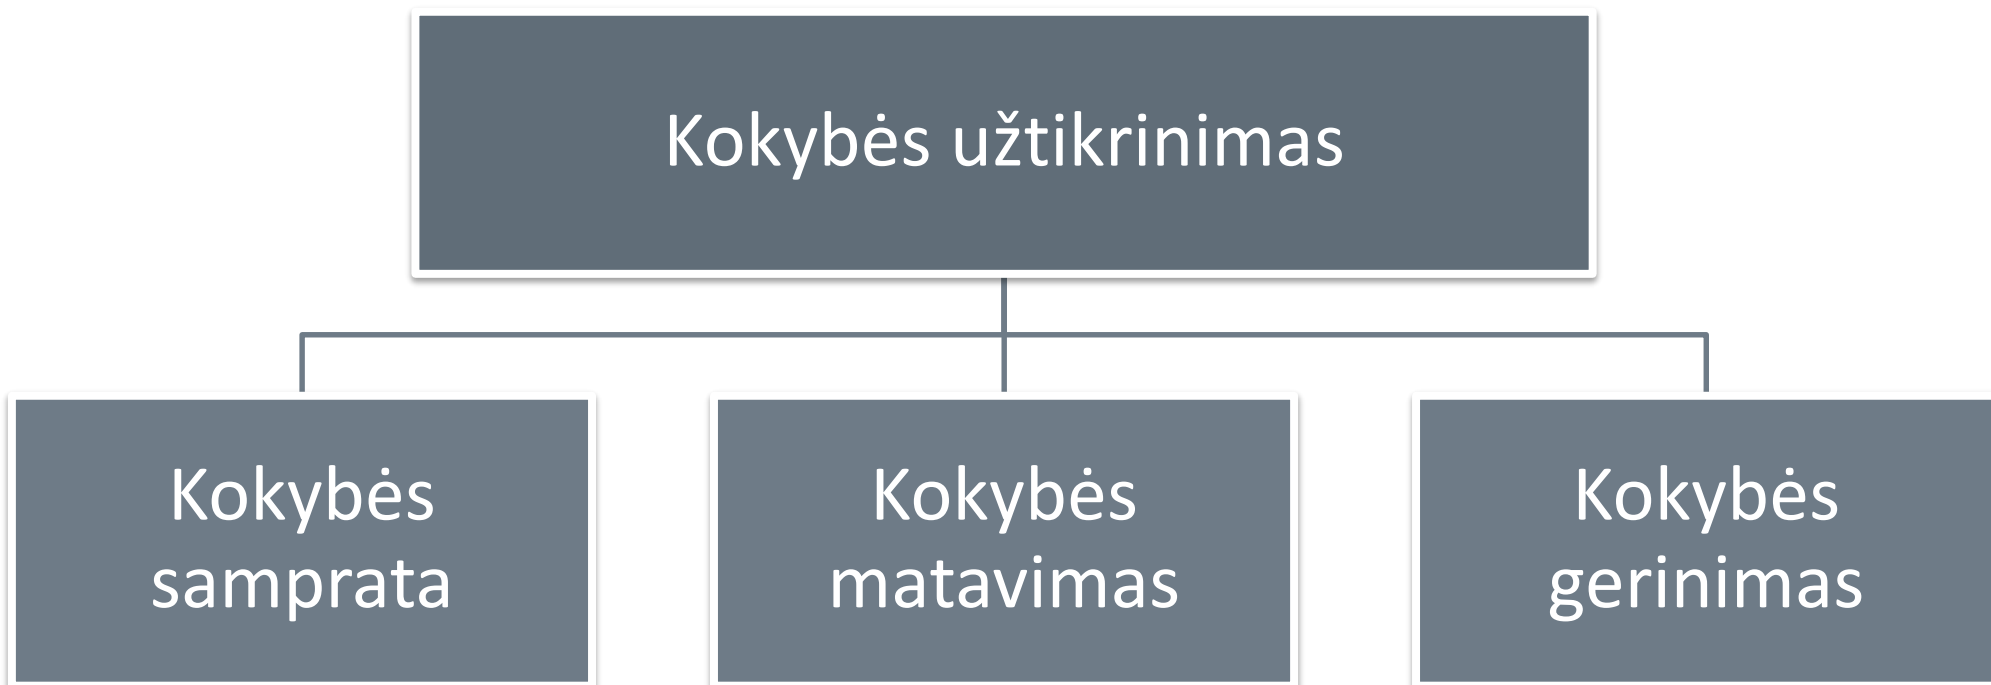 Kokybės užtikrinimas
Kokybės
samprata
Kokybės
matavimas
Kokybės
gerinimas